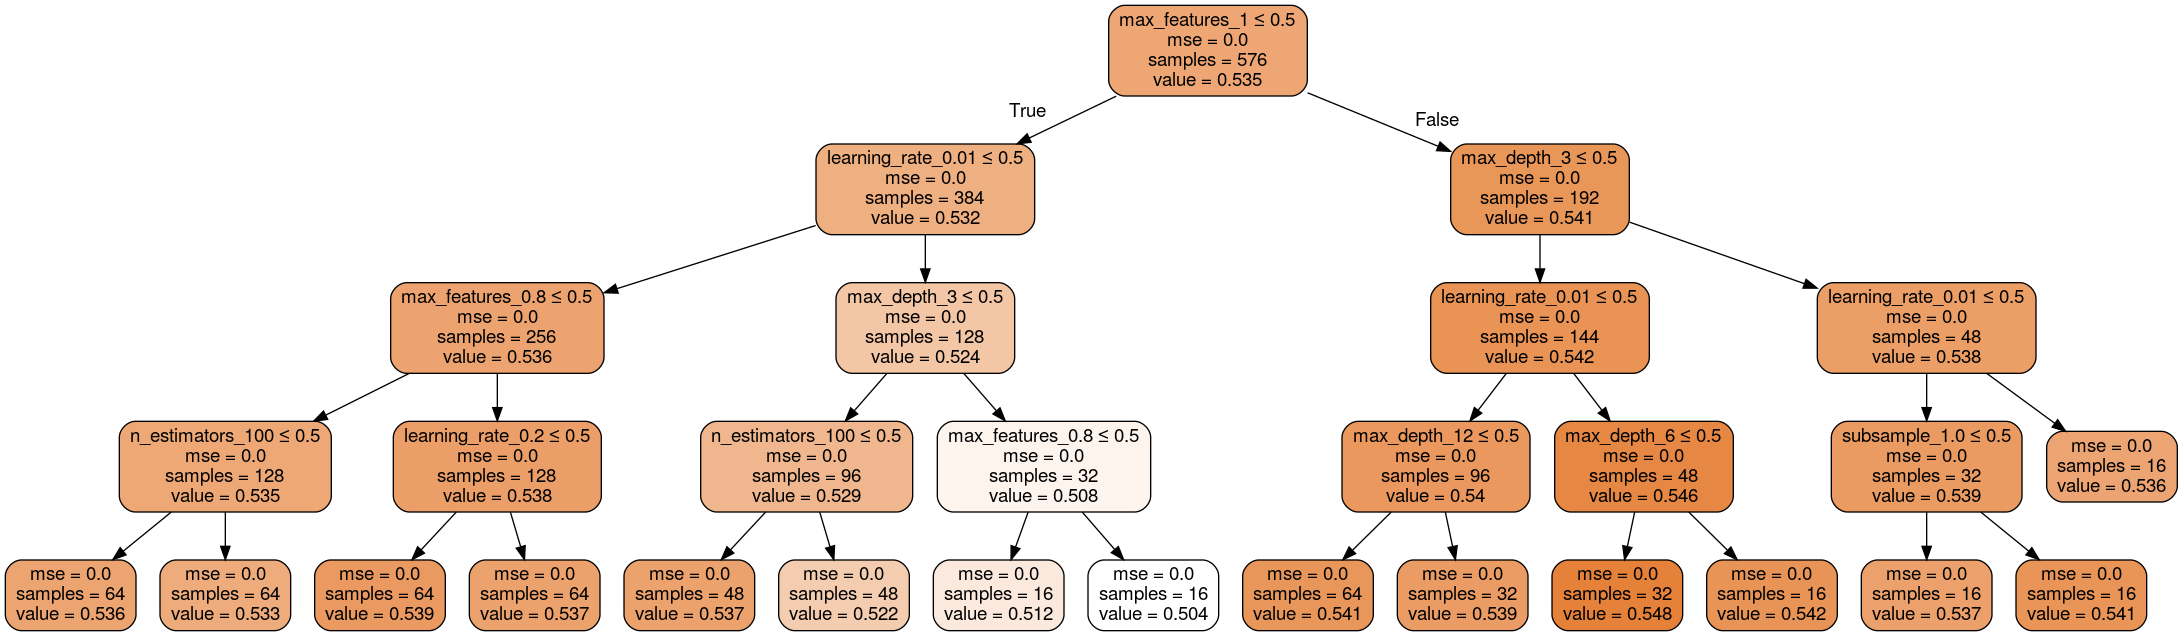 max_features_1 ≤ 0.5
mse = 0.0
samples = 576
value = 0.535
True
False
learning_rate_0.01 ≤ 0.5
mse = 0.0
samples = 384
value = 0.532
max_depth_3 ≤ 0.5
mse = 0.0
samples = 192
value = 0.541
max_features_0.8 ≤ 0.5
mse = 0.0
samples = 256
value = 0.536
max_depth_3 ≤ 0.5
mse = 0.0
samples = 128
value = 0.524
learning_rate_0.01 ≤ 0.5
mse = 0.0
samples = 144
value = 0.542
learning_rate_0.01 ≤ 0.5
mse = 0.0
samples = 48
value = 0.538
n_estimators_100 ≤ 0.5
mse = 0.0
samples = 128
value = 0.535
learning_rate_0.2 ≤ 0.5
mse = 0.0
samples = 128
value = 0.538
n_estimators_100 ≤ 0.5
mse = 0.0
samples = 96
value = 0.529
max_features_0.8 ≤ 0.5
mse = 0.0
samples = 32
value = 0.508
max_depth_12 ≤ 0.5
mse = 0.0
samples = 96
value = 0.54
max_depth_6 ≤ 0.5
mse = 0.0
samples = 48
value = 0.546
subsample_1.0 ≤ 0.5
mse = 0.0
samples = 32
value = 0.539
mse = 0.0
samples = 16
value = 0.536
mse = 0.0
samples = 64
value = 0.536
mse = 0.0
samples = 64
value = 0.533
mse = 0.0
samples = 64
value = 0.539
mse = 0.0
samples = 64
value = 0.537
mse = 0.0
samples = 48
value = 0.537
mse = 0.0
samples = 48
value = 0.522
mse = 0.0
samples = 16
value = 0.512
mse = 0.0
samples = 16
value = 0.504
mse = 0.0
samples = 64
value = 0.541
mse = 0.0
samples = 32
value = 0.539
mse = 0.0
samples = 32
value = 0.548
mse = 0.0
samples = 16
value = 0.542
mse = 0.0
samples = 16
value = 0.537
mse = 0.0
samples = 16
value = 0.541